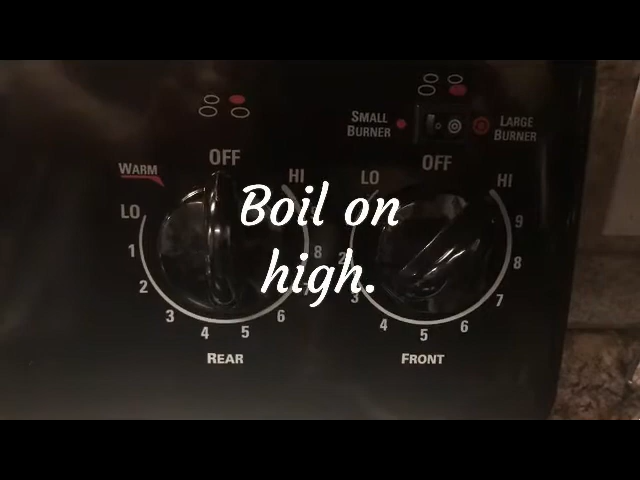 SMALL
BURNER
LARGE
BURNER
OFF
WARM
HI
LO
1
2
3
4
5
6
8
REAR
OFF
LO
HI
9
8
7
6
5
4
3
2
FRONT
Boil on
high.